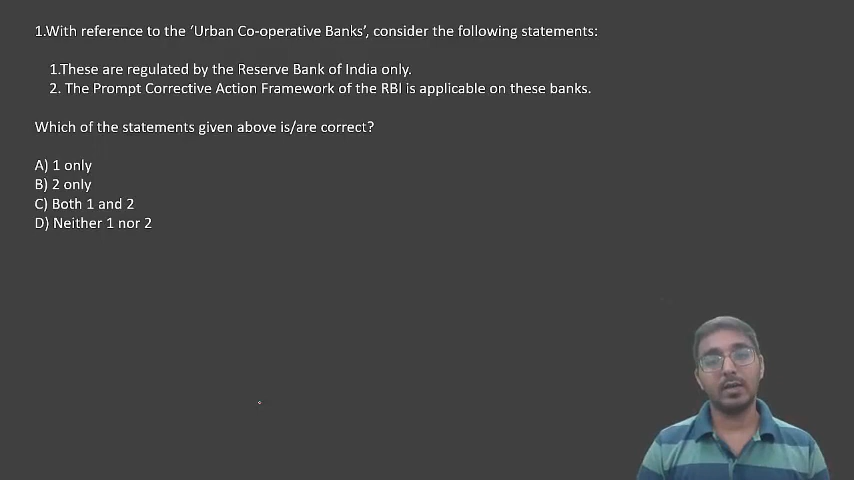 1.With reference to the ‘Urban Co-operative Banks’, consider the following statements:
1.These are regulated by the Reserve Bank of India only.
2. The Prompt Corrective Action Framework of the RBI is applicable on these banks.
Which of the statements given above is/are correct?
A) 1 only
B) 2 only
C) Both 1 and 2
D) Neither 1 nor 2